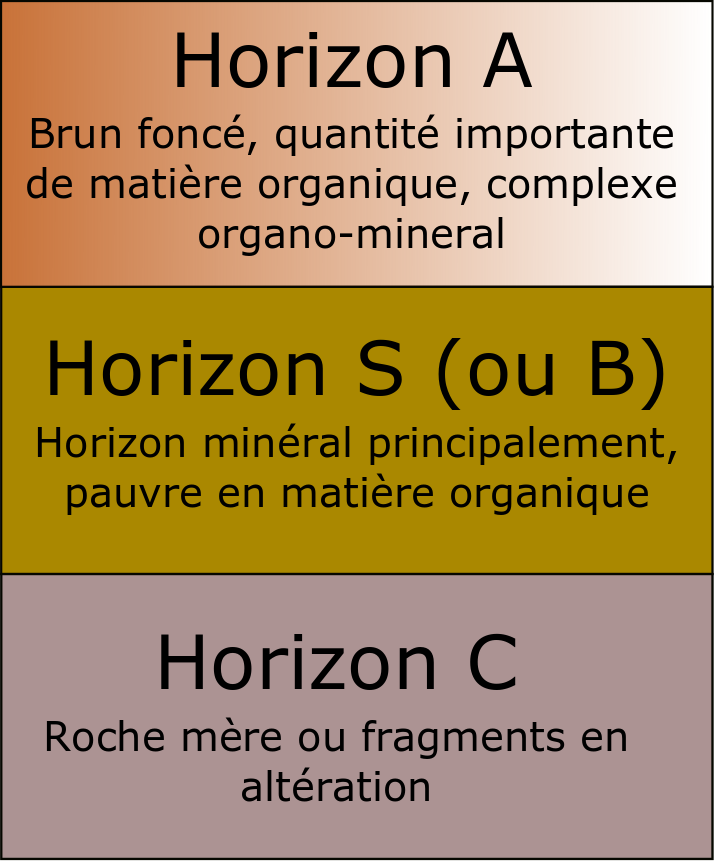 Horizon A
Brun foncé, quantité importante
de matière organique, complexe
organo-mineral
Horizon S (ou B)
Horizon minéral principalement,
pauvre en matière organique
Horizon C
Roche mère ou fragments en
altération